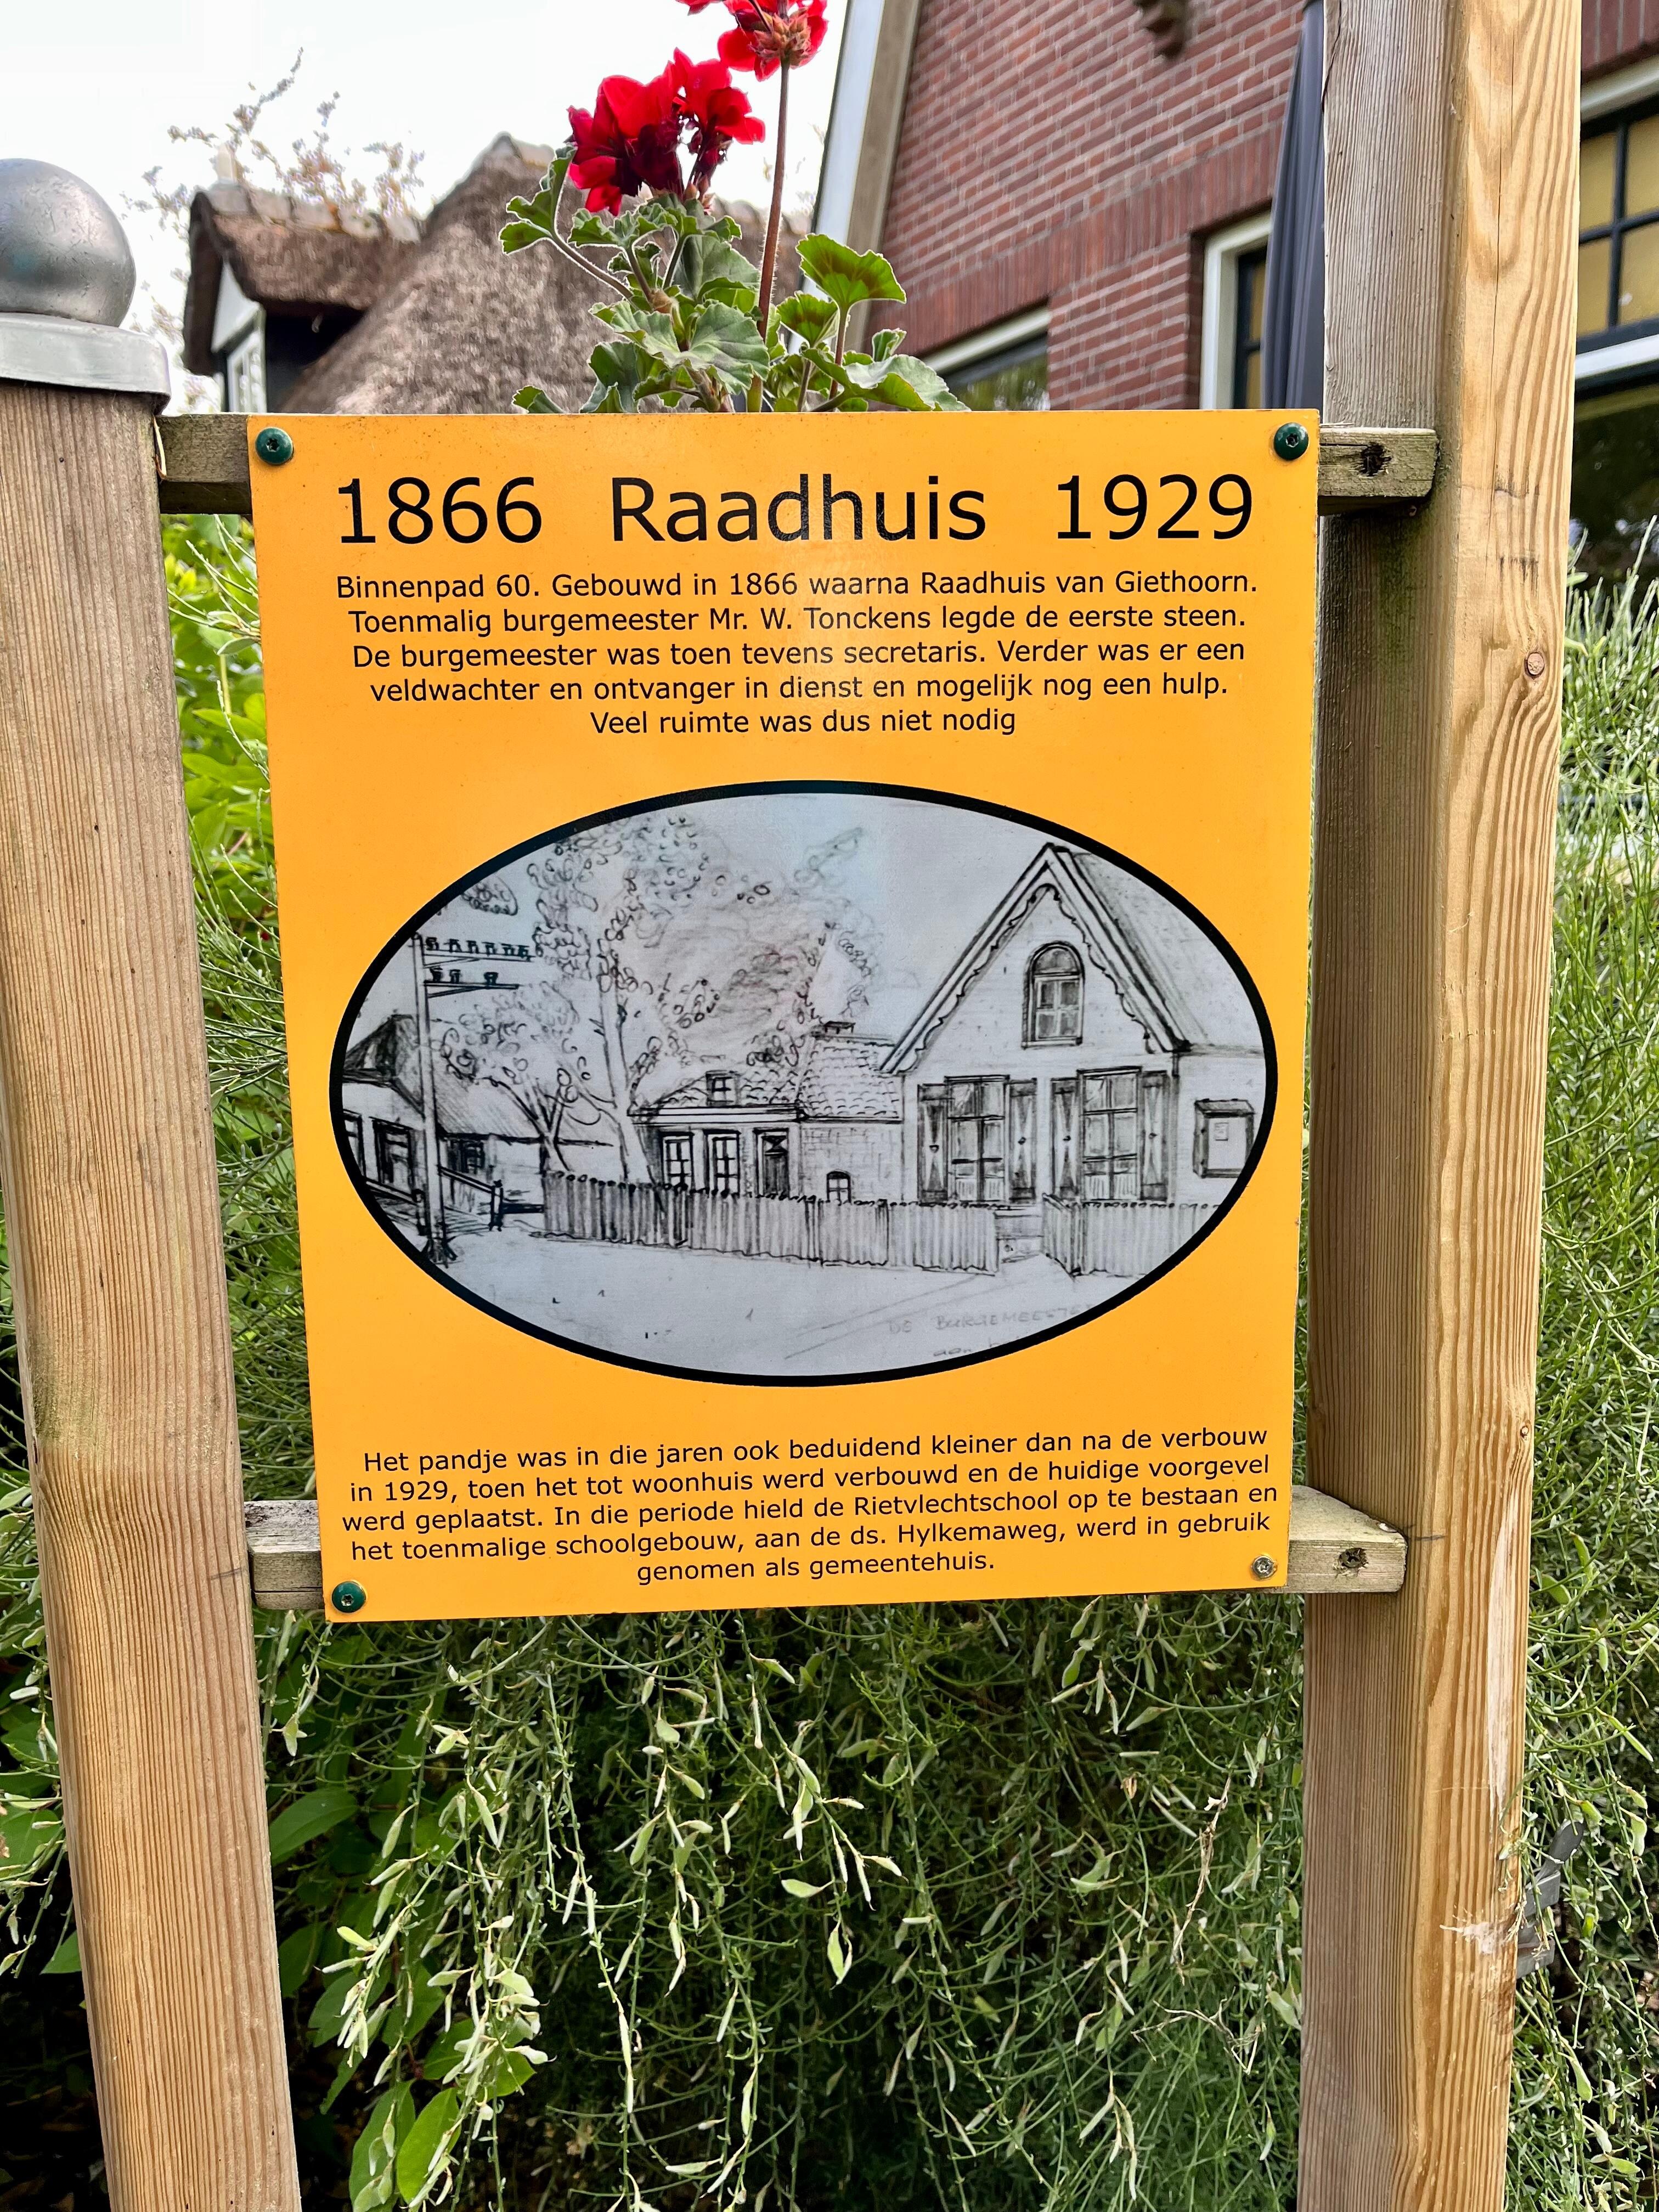 1866 Raadhuis 1929
Binnenpad 60. Gebouwd in 1866 waarna Raadhuis van Giethoorn.
Toenmalig burgemeester Mr. W. Tonckens legde de eerste steen.
De burgemeester was toen tevens secretaris. Verder was er een
veldwachter en ontvanger in dienst en mogelijk nog een hulp.
Veel ruimte was dus niet nodig
DE
Het pandje was in die jaren ook beduidend kleiner dan na de verbouw
in 1929, toen het tot woonhuis werd verbouwd en de huidige voorgevel
werd geplaatst. In die periode hield de Rietvlechtschool op te bestaan en
het toenmalige schoolgebouw, aan de ds. Hylkemaweg, werd in gebruik
genomen als gemeentehuis.